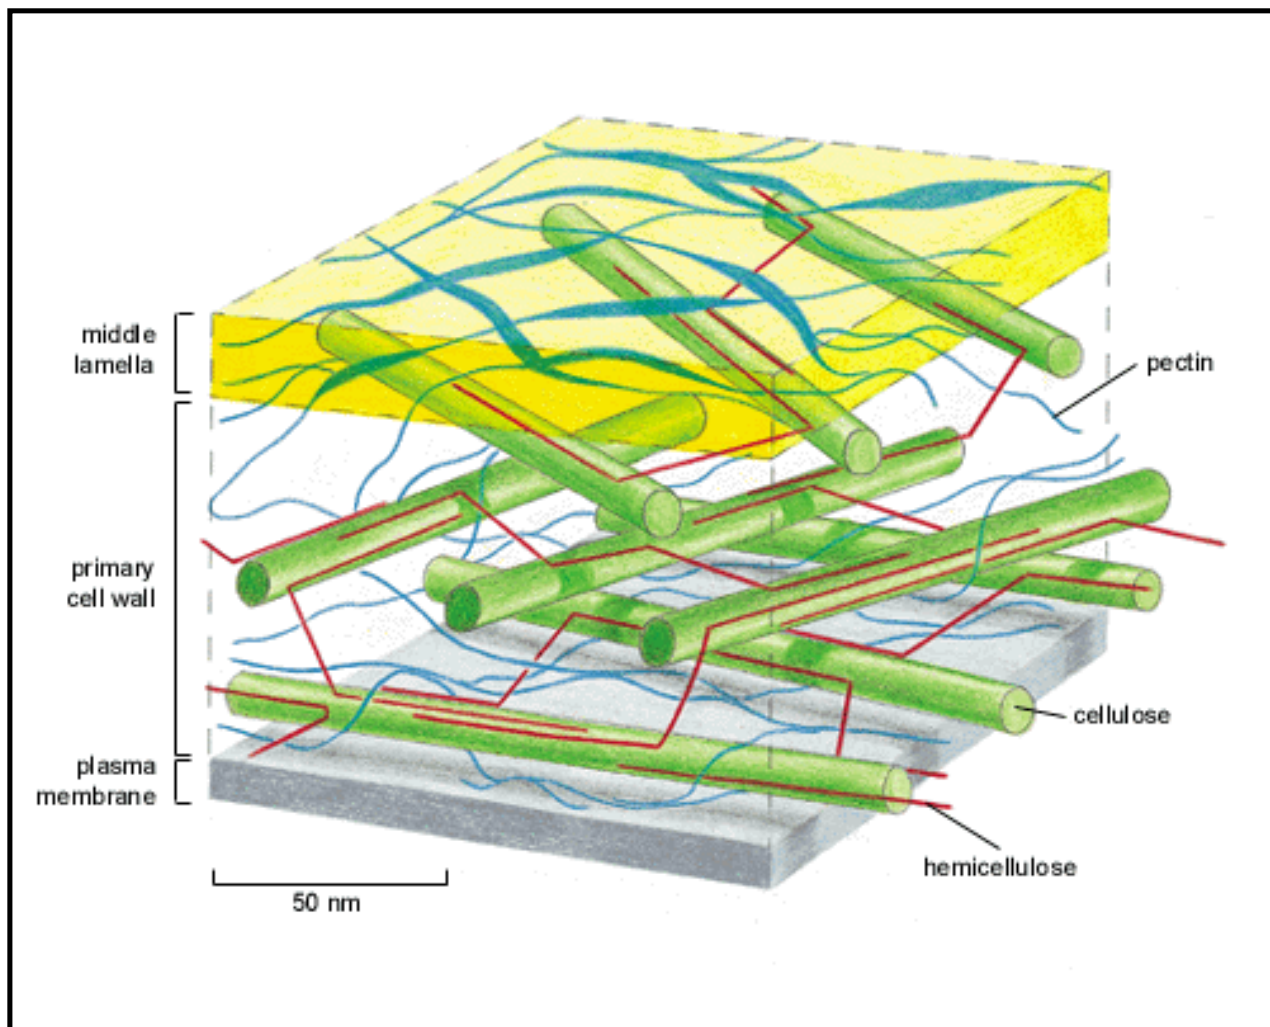 middle
lamella
pectin
primary
cell wall
cellulose
plasma
membrane
hemicellulose
50 nm